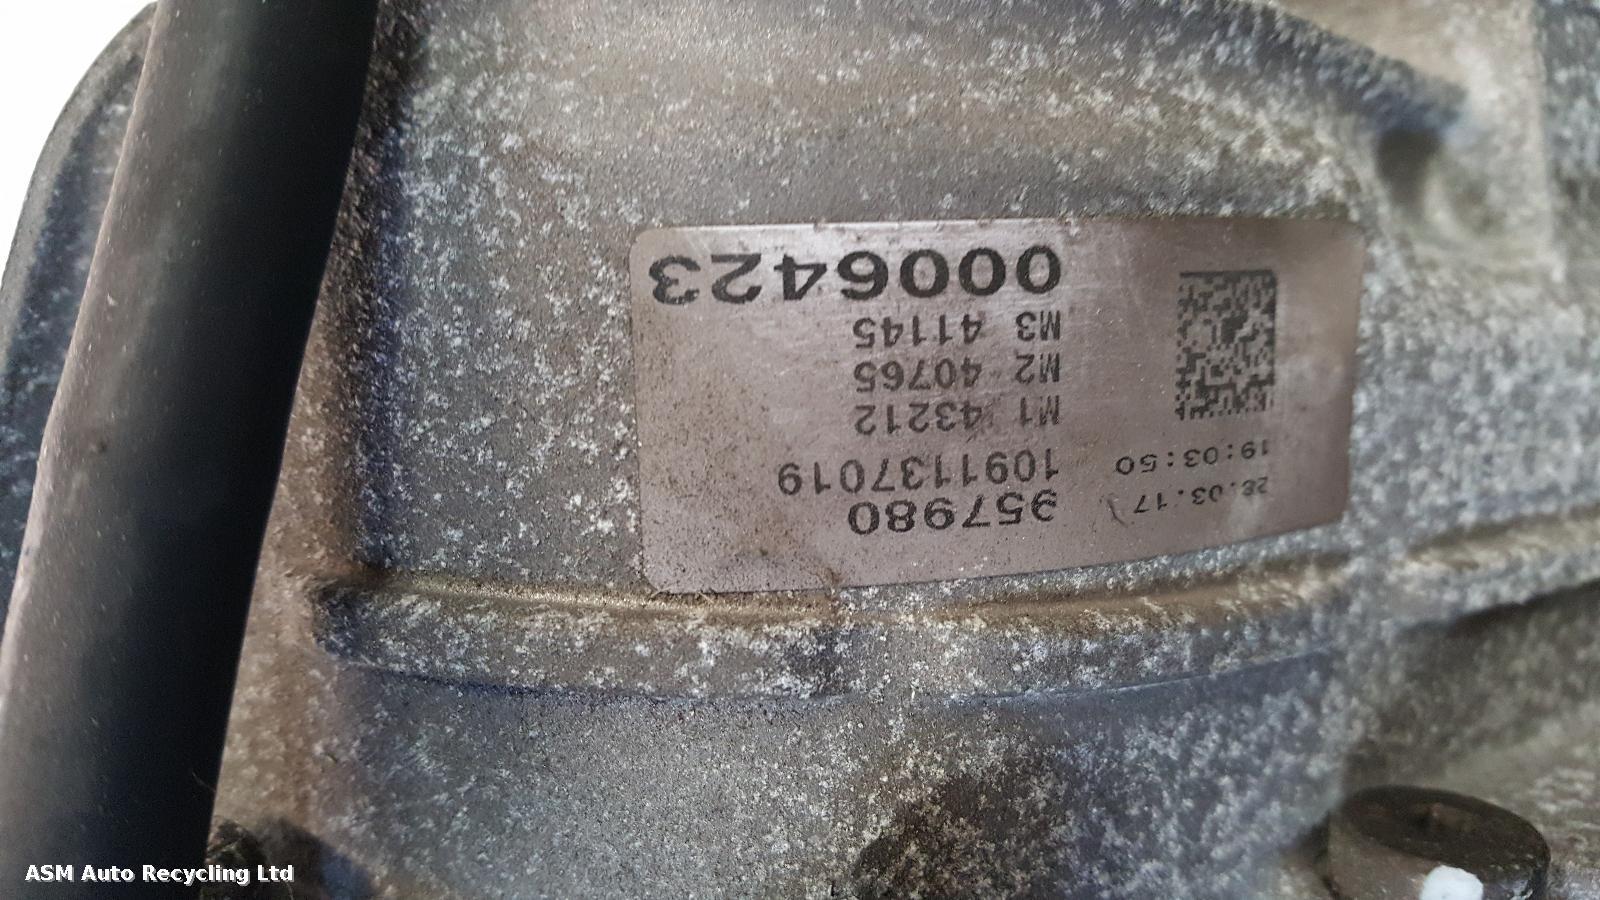 28.03.17
19:03:50
957980
1091137019
M1 43212
M2 40765
M3 41145
0006423
ASM Auto Recycling Ltd